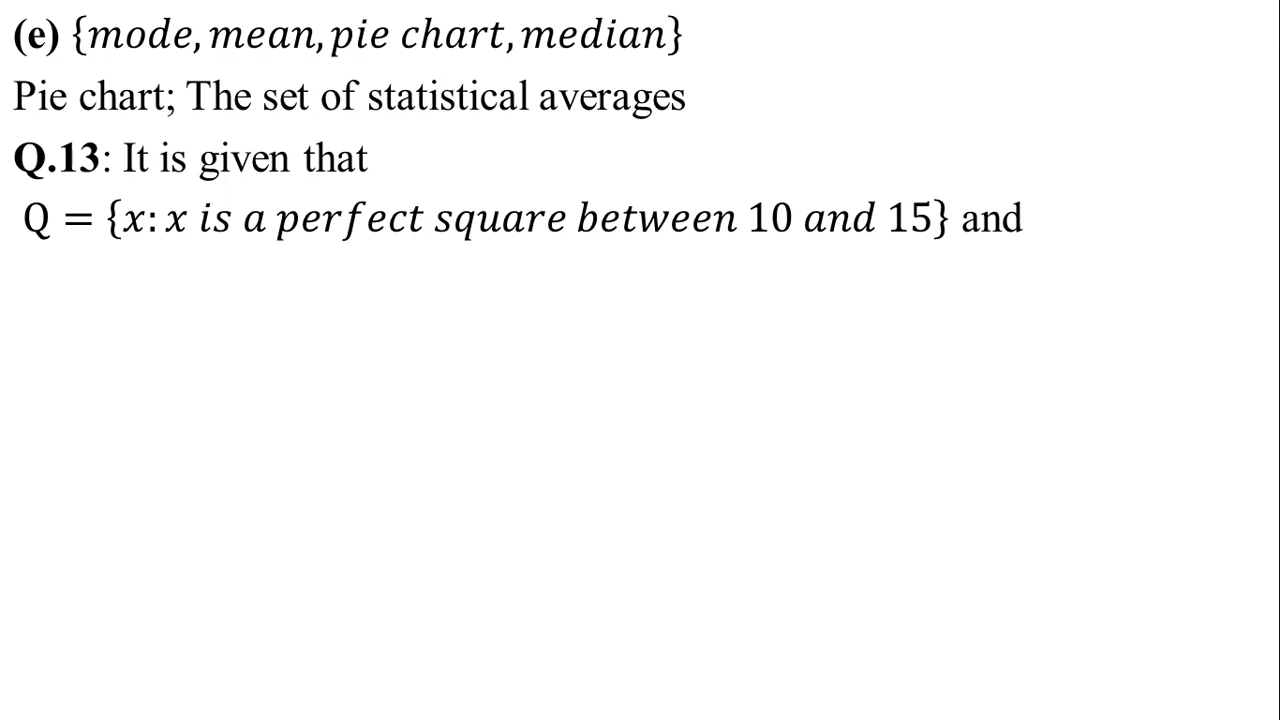 (e) {mode, mean, pie chart, median}
Pie chart; The set of statistical averages
Q.13: It is given that
Q = {x: x is a perfect square between 10 and 15} and